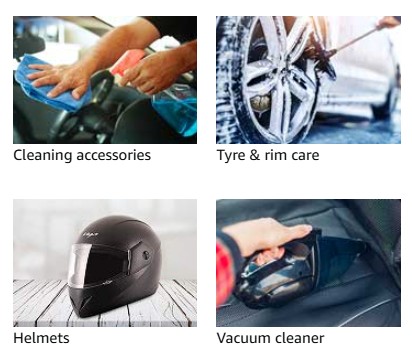 Cleaning accessories
Tyre & rim care
Helmets
Vacuum cleaner